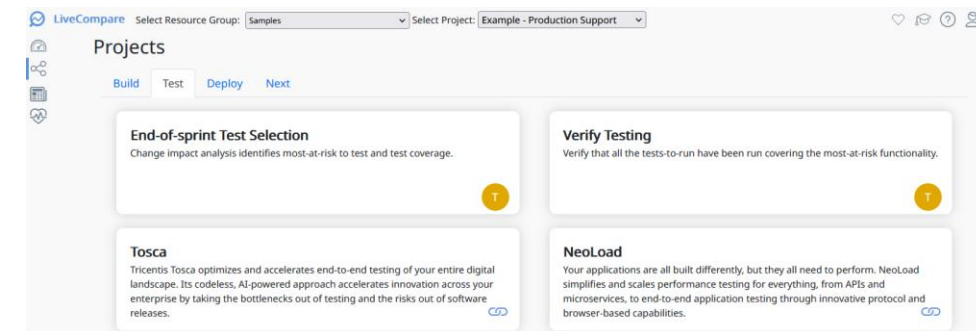 LiveCompare Select Resource Group: Samples Select Project: Example - Production Support
Projects
Build Test Deploy Next
End-of-sprint Test Selection
Change impact analysis identifies most-at-risk to test and test coverage.
T
Verify Testing
Verify that all the tests-to-run have been run covering the most-at-risk functionality.
T
Tosca
Tricentis Tosca optimizes and accelerates end-to-end testing of your entire digital
landscape. Its codeless, AI-powered approach accelerates innovation across your
enterprise by taking the bottlenecks out of testing and the risks out of software
releases.
NeoLoad
Your applications are all built differently, but they all need to perform. NeoLoad
simplifies and scales performance testing for everything, from APIs and
microservices, to end-to-end application testing through innovative protocol and
browser-based capabilities.